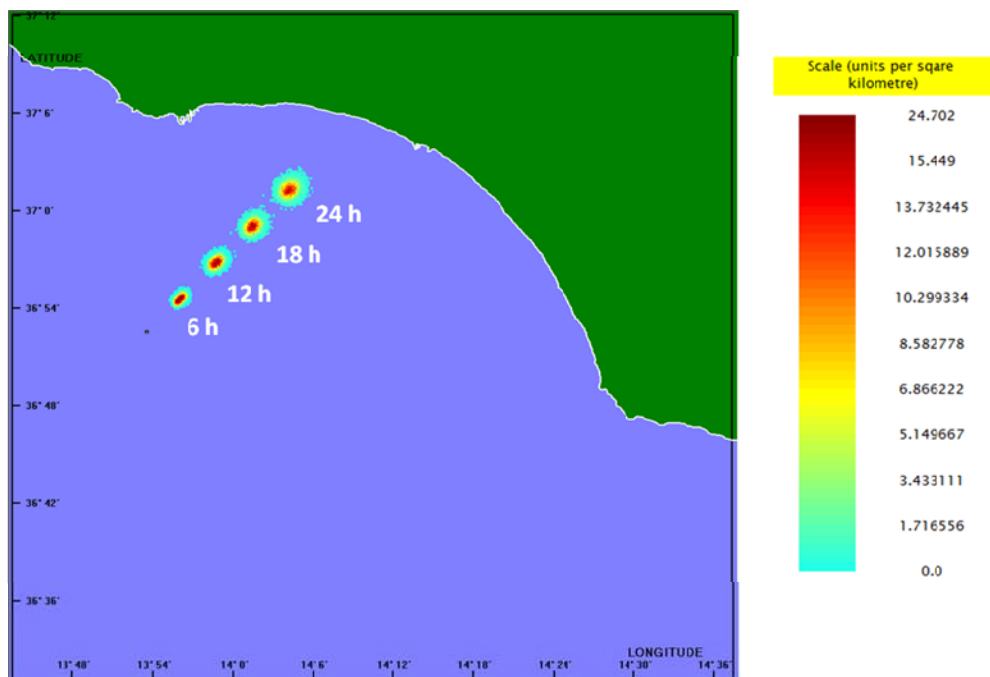 37° 12'
LATITUDE
37° 6'
37° 0'
36° 54'
36° 48'
36° 42'
36° 36'
24 h
18 h
12 h
6 h
LONGITUDE
13° 48' 13° 54' 14° 0' 14° 6' 14° 12' 14° 18' 14° 24' 14° 30' 14° 36'
Scale (units per sqare
kilometre)
24.702
15.449
13.732445
12.015889
10.299334
8.582778
6.866222
5.149667
3.433111
1.716556
0.0